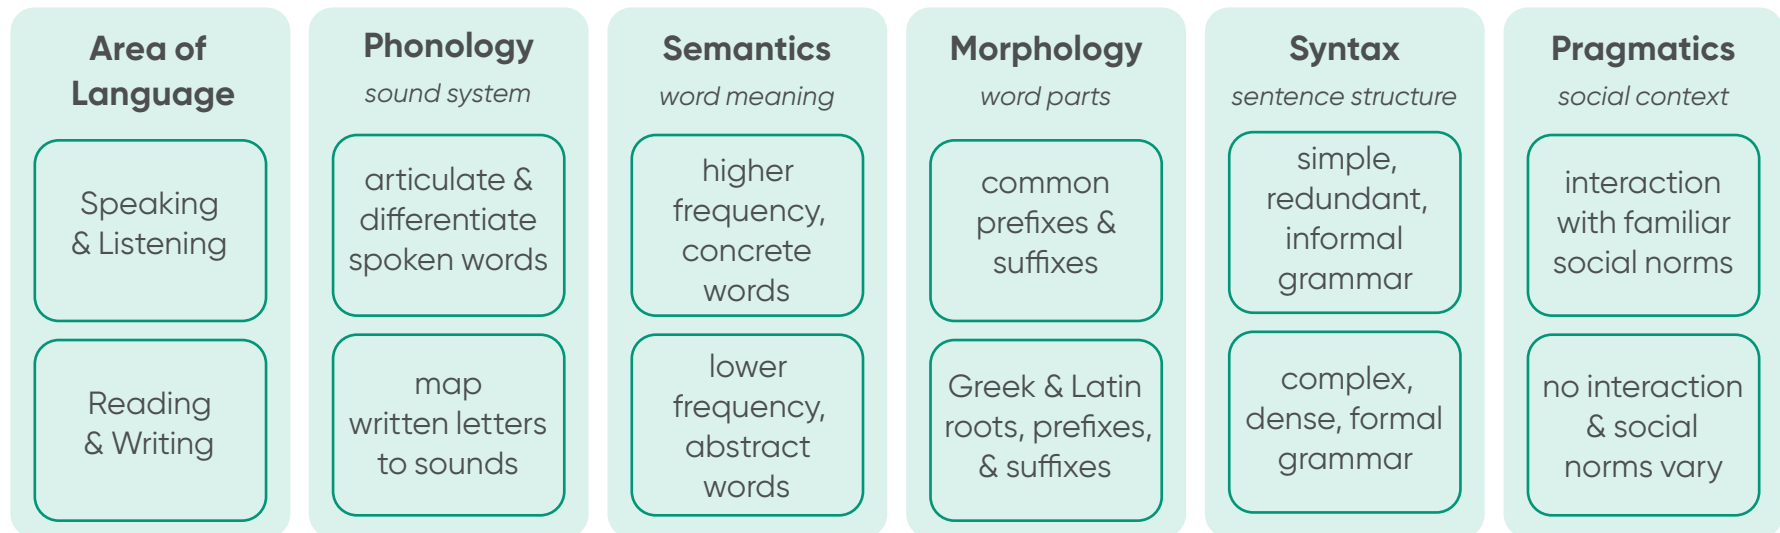 Area of
Language
Speaking
& Listening
Reading
& Writing
Phonology
sound system
articulate &
differentiate
spoken words
map
written letters
to sounds
Semantics
word meaning
higher
frequency,
concrete
words
lower
frequency,
abstract
words
Morphology
word parts
common
prefixes &
suffixes
Greek & Latin
roots, prefixes,
& suffixes
Syntax
sentence structure
simple,
redundant,
informal
grammar
complex,
dense, formal
grammar
Pragmatics
social context
interaction
with familiar
social norms
no interaction
& social
norms vary